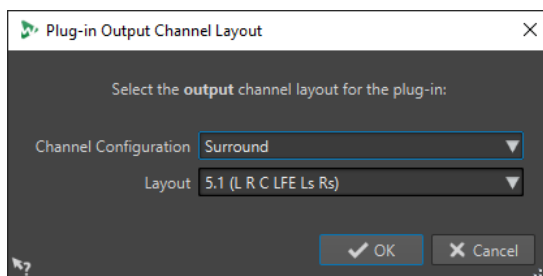 Plug-in Output Channel Layout
Select the output channel layout for the plug-in:
Channel Configuration Surround
Layout 5.1 (L R C LFE Ls Rs)
OK Cancel
?